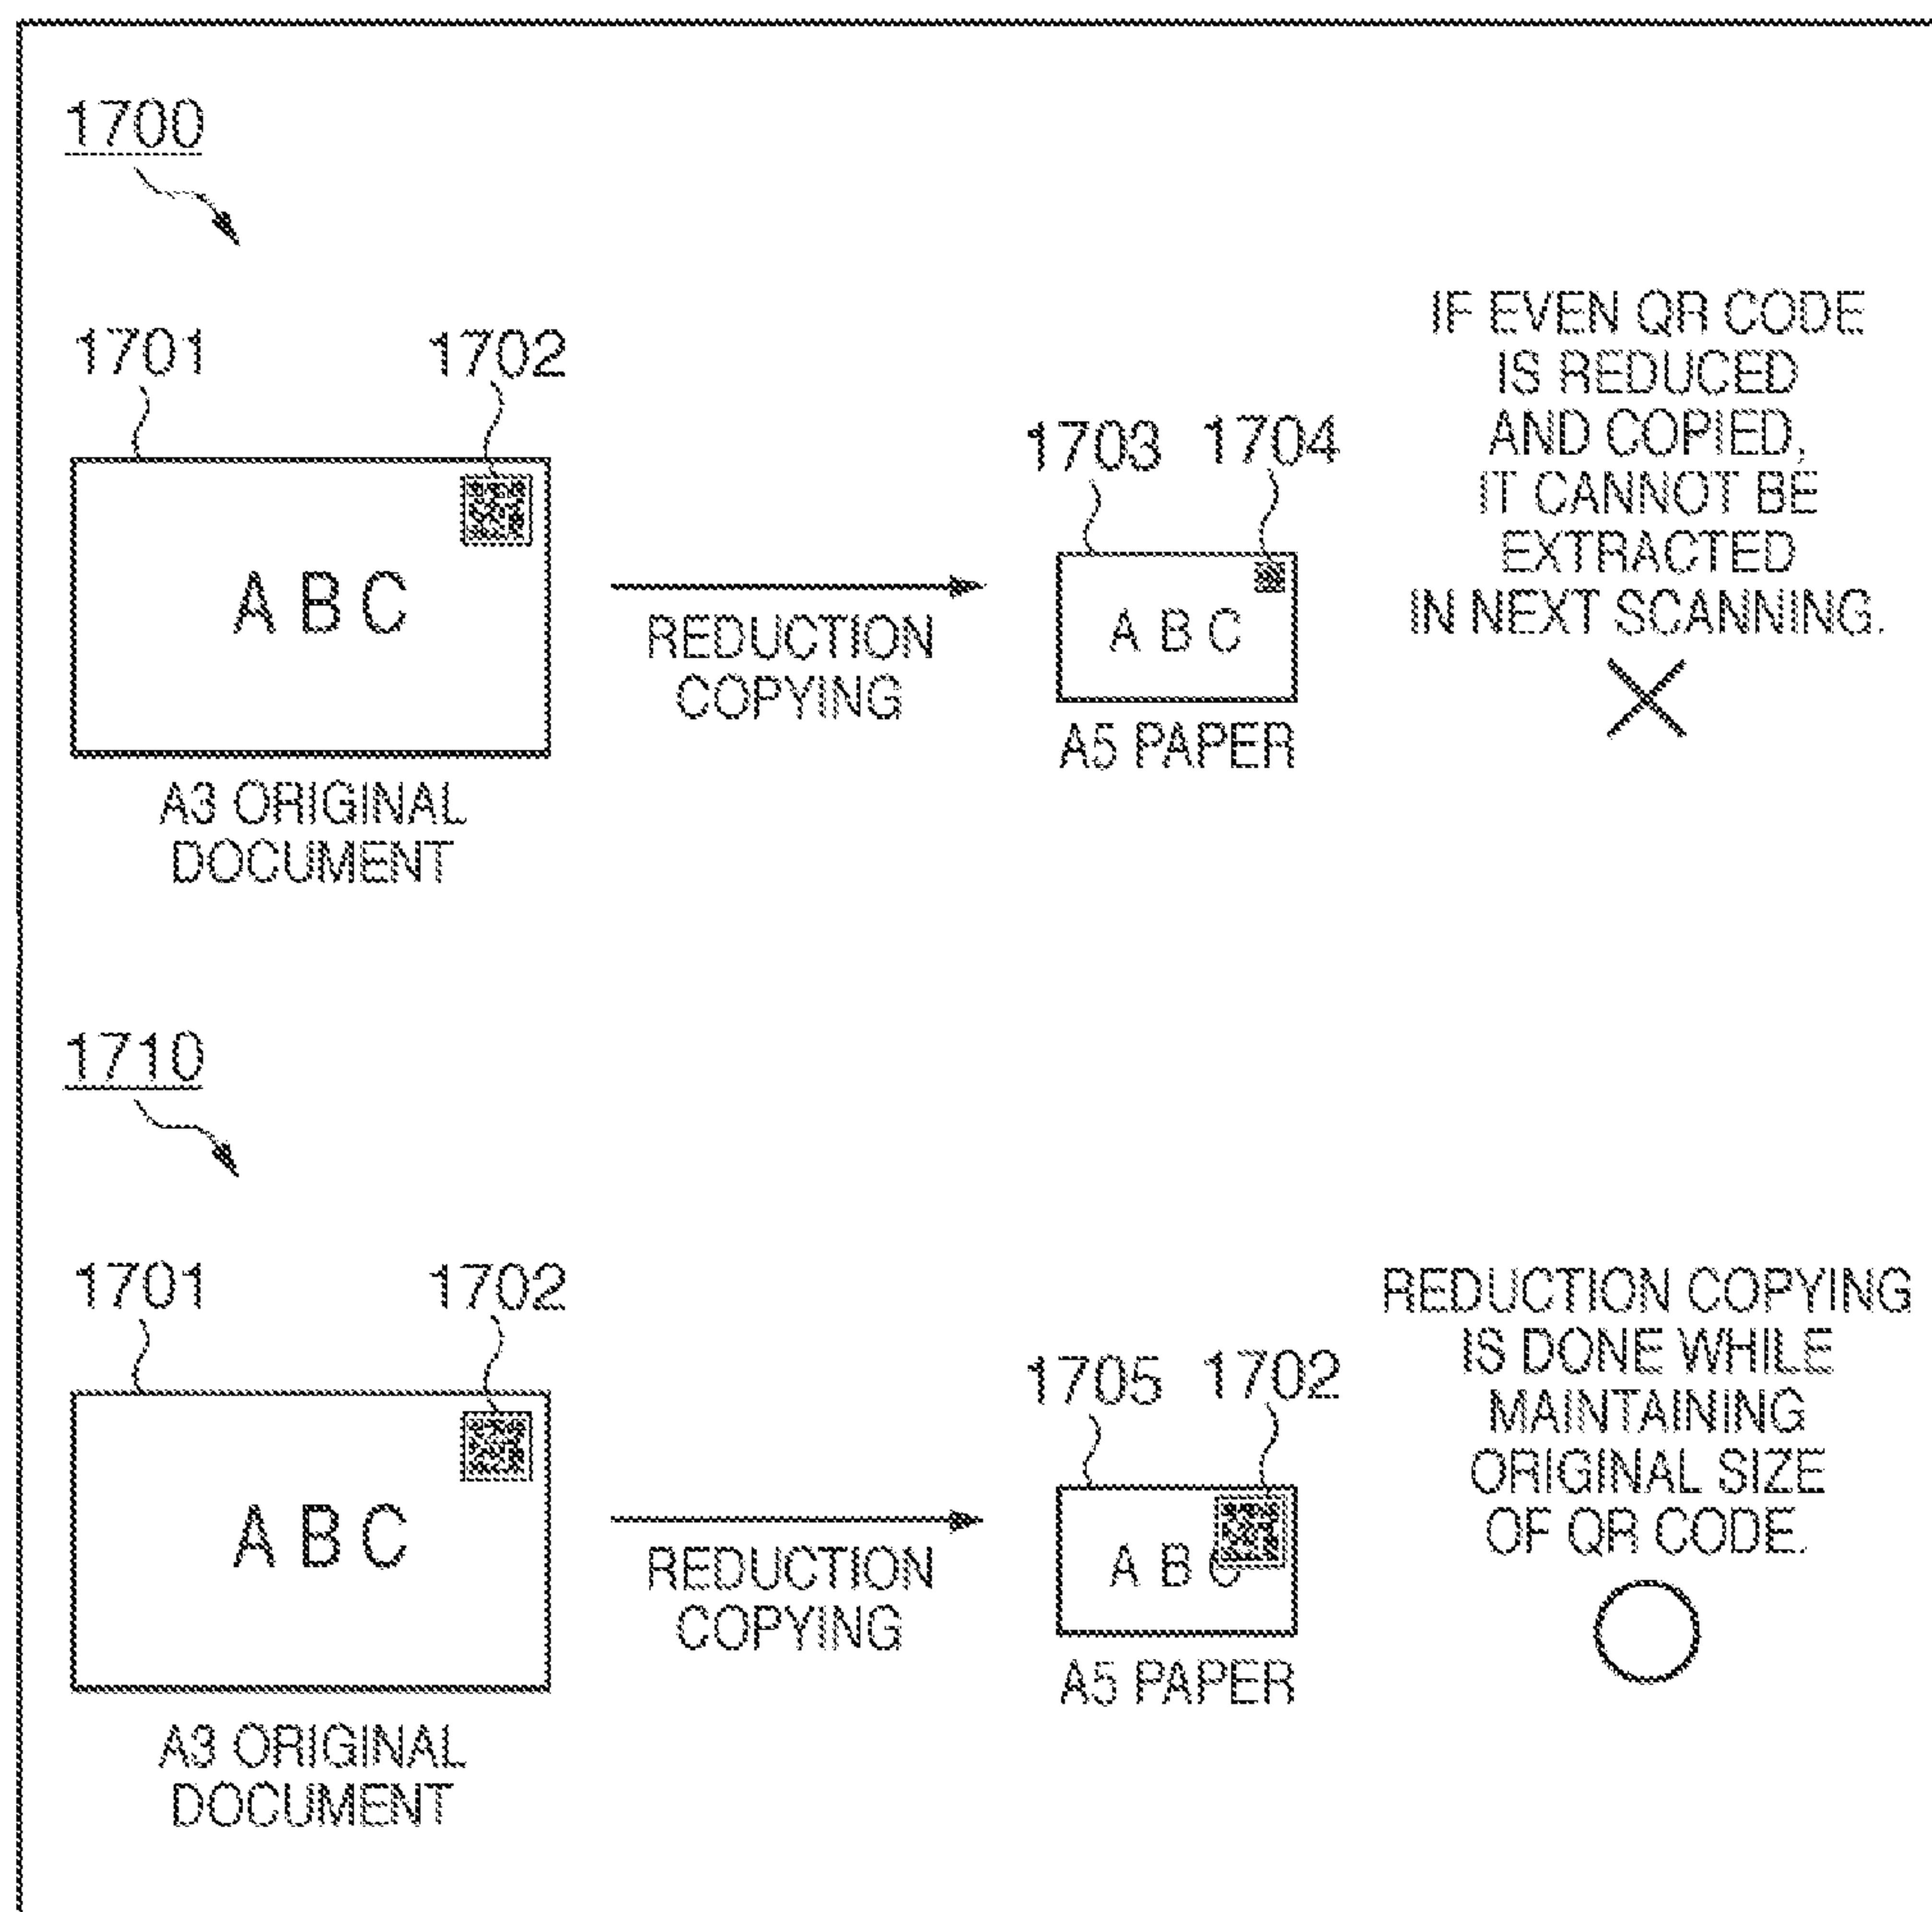 1700
1701
1702
A B C
A3 ORIGINAL
DOCUMENT
REDUCTION
COPYING
1703
1704
A B C
A5 PAPER
IF EVEN QR CODE
IS REDUCED
AND COPIED,
IT CANNOT BE
EXTRACTED
IN NEXT SCANNING.
1710
1701
1702
A B C
A3 ORIGINAL
DOCUMENT
REDUCTION
COPYING
1705
1702
A B C
A5 PAPER
REDUCTION COPYING
IS DONE WHILE
MAINTAINING
ORIGINAL SIZE
OF QR CODE.